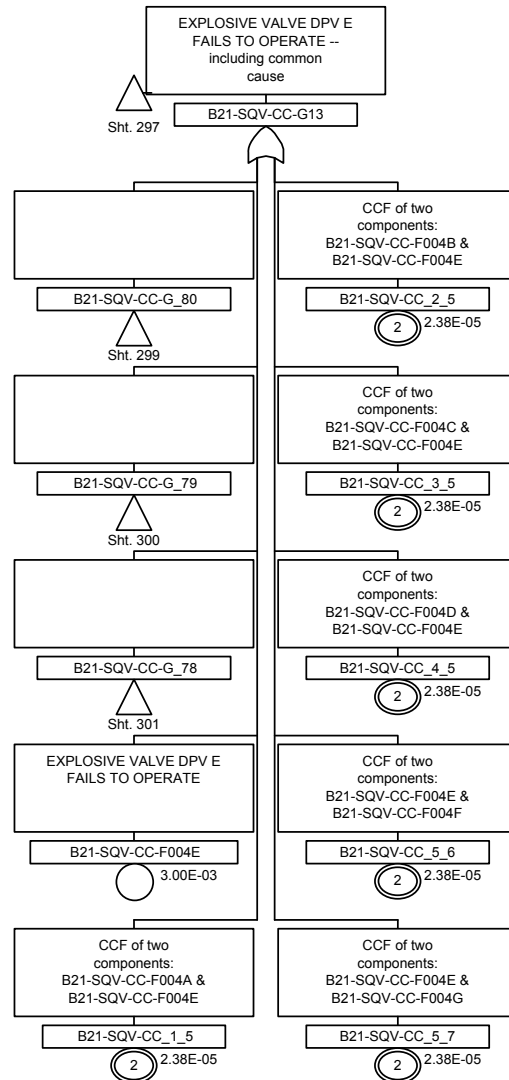 EXPLOSIVE VALVE DPV E
FAILS TO OPERATE --
including common
cause
Sht. 297
B21-SQV-CC-G13
B21-SQV-CC-G_80
Sht. 299
CCF of two
components:
B21-SQV-CC-F004B &
B21-SQV-CC-F004E
B21-SQV-CC_2_5
2
2.38E-05
B21-SQV-CC-G_79
Sht. 300
CCF of two
components:
B21-SQV-CC-F004C &
B21-SQV-CC-F004E
B21-SQV-CC_3_5
2
2.38E-05
B21-SQV-CC-G_78
Sht. 301
CCF of two
components:
B21-SQV-CC-F004D &
B21-SQV-CC-F004E
B21-SQV-CC_4_5
2
2.38E-05
EXPLOSIVE VALVE DPV E
FAILS TO OPERATE
B21-SQV-CC-F004E
3.00E-03
CCF of two
components:
B21-SQV-CC-F004E &
B21-SQV-CC-F004F
B21-SQV-CC_5_6
2
2.38E-05
CCF of two
components:
B21-SQV-CC-F004A &
B21-SQV-CC-F004E
B21-SQV-CC_1_5
2
2.38E-05
CCF of two
components:
B21-SQV-CC-F004E &
B21-SQV-CC-F004G
B21-SQV-CC_5_7
2
2.38E-05